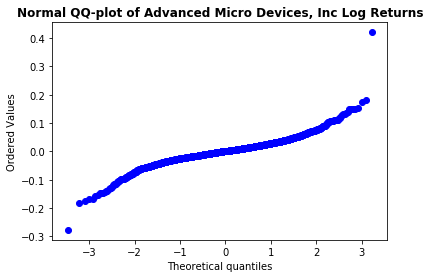 Normal QQ-plot of Advanced Micro Devices, Inc Log Returns
0.4
0.3
0.2
0.1
0.0
−0.1
−0.2
−0.3
Ordered Values
−3 −2 −1 0 1 2 3
Theoretical quantiles